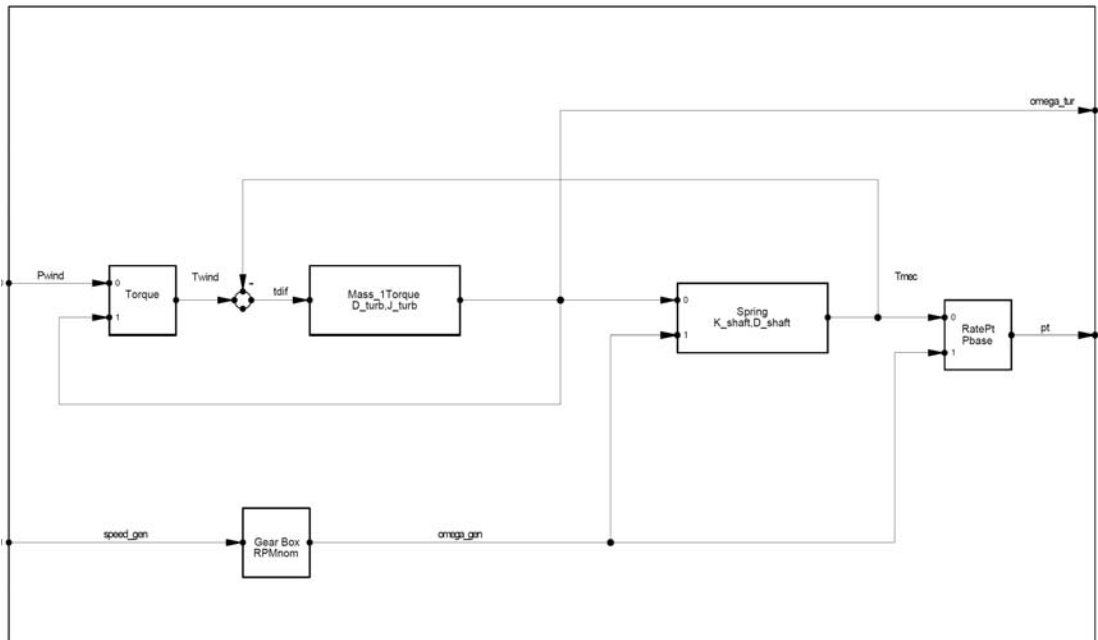 omega_tur
Pwind
0
Torque
1
Twind
-
tdif
Mass_1Torque
D_turb,J_turb
0
Spring
K_shaft,D_shaft
1
Tmec
0
RatePt
Pbase
1
pt
speed_gen
Gear Box
RPMnom
omega_gen